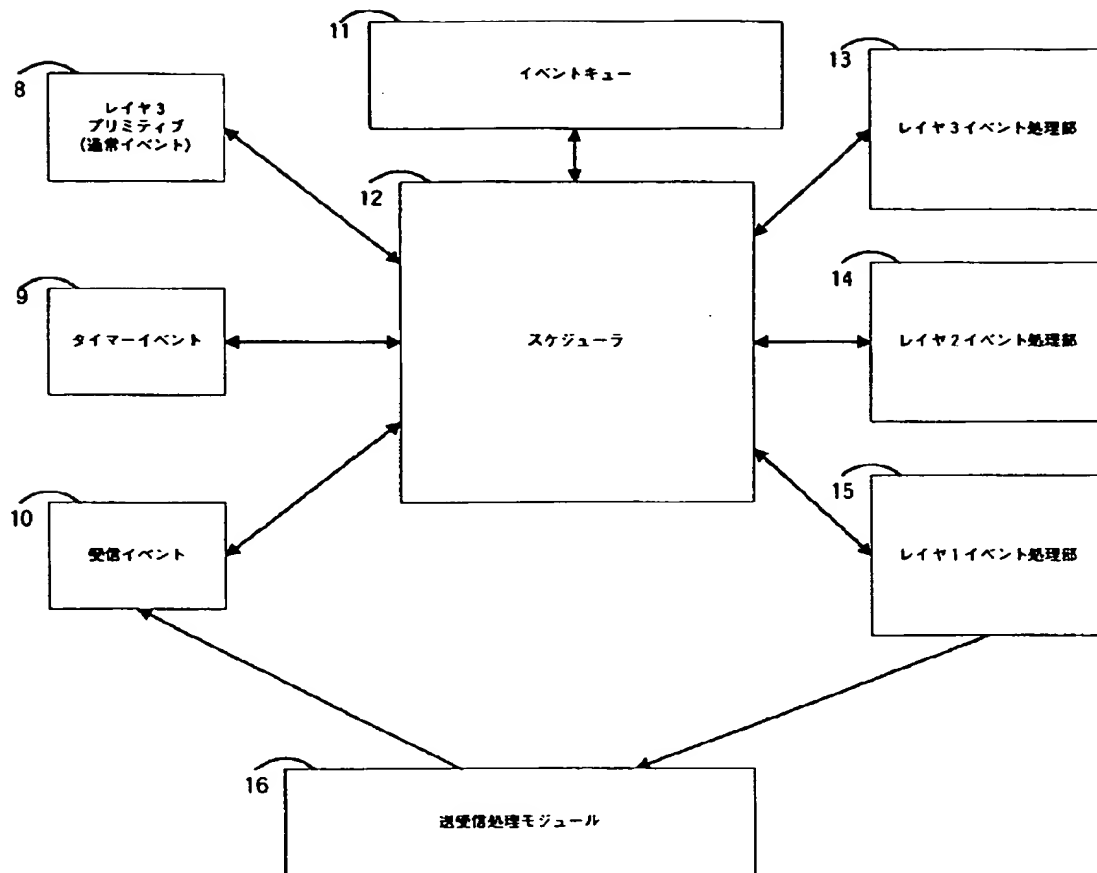 11
イベントキュー
13
レイヤ3イベント処理部
8
レイヤ3
プリミティブ
(通常イベント)
12
スケジューラ
14
レイヤ2イベント処理部
9
タイマーイベント
15
レイヤ1イベント処理部
10
受信イベント
16
送受信処理モジュール